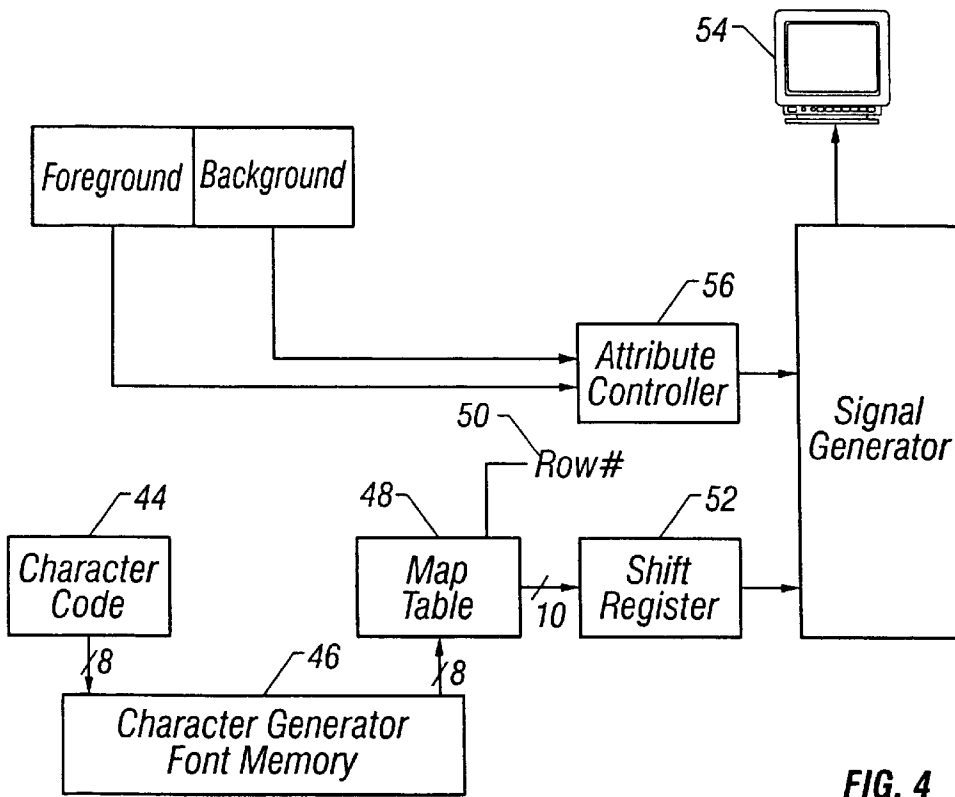 54
Foreground
Background
56
Attribute
Controller
Signal
Generator
50
Row#
44
48
52
Character
Code
Map
Table
10
Shift
Register
8
46
8
Character Generator
Font Memory
FIG. 4